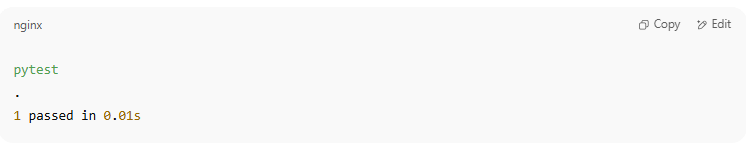 nginx Copy Edit
pytest
.
1 passed in 0.01s